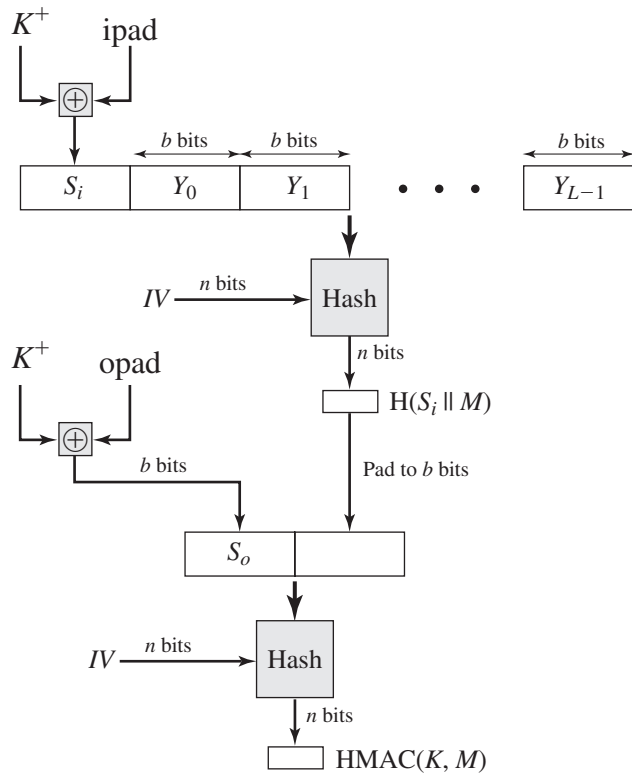 K⁺ ipad
⊕
b bits b bits b bits
Sᵢ Y₀ Y₁ • • • Y_{L−1}
IV n bits Hash
n bits
K⁺ opad
H(Sᵢ || M)
⊕
b bits Pad to b bits
Sₒ
IV n bits Hash
n bits
HMAC(K, M)